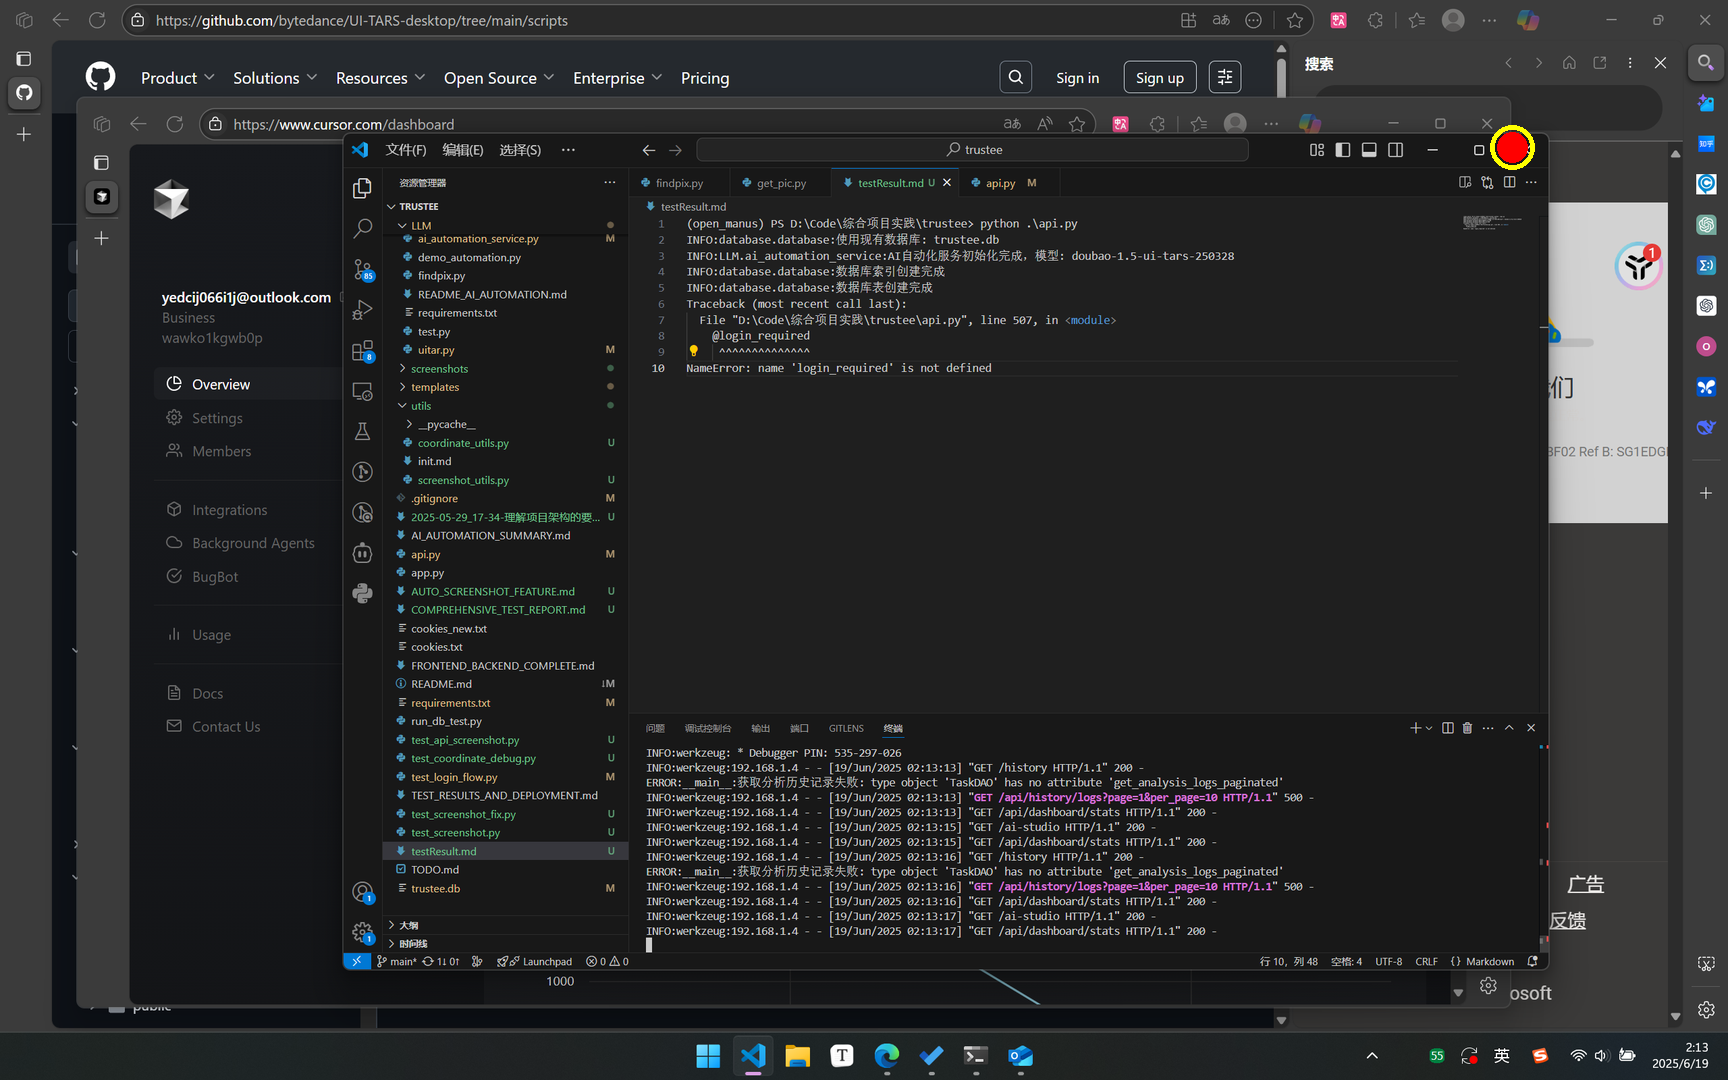 https://github.com/bytedance/UI-TARS-desktop/tree/main/scripts
Product
Solutions
Resources
Open Source
Enterprise
Pricing
Sign in
Sign up
搜索
https://www.cursor.com/dashboard
yedcij066i1j@outlook.com
Business
wawko1kgwb0p
Overview
Settings
Members
Integrations
Background Agents
BugBot
Usage
Docs
Contact Us
文件(F)
编辑(E)
选择(S)
trustee
资源管理器
TRUSTEE
LLM
ai_automation_service.py M
demo_automation.py
findpix.py
README_AI_AUTOMATION.md
requirements.txt
test.py
uitar.py M
screenshots
templates
utils
__pycache__
coordinate_utils.py U
init.md
screenshot_utils.py U
.gitignore M
2025-05-29_17-34-理解项目架构的要... U
AI_AUTOMATION_SUMMARY.md
api.py M
app.py
AUTO_SCREENSHOT_FEATURE.md U
COMPREHENSIVE_TEST_REPORT.md U
cookies_new.txt
cookies.txt
FRONTEND_BACKEND_COMPLETE.md
README.md ↓M
requirements.txt M
run_db_test.py
test_api_screenshot.py U
test_coordinate_debug.py U
test_login_flow.py M
TEST_RESULTS_AND_DEPLOYMENT.md
test_screenshot_fix.py U
test_screenshot.py U
testResult.md U
TODO.md
trustee.db M
大纲
时间线
85
8
1
1
findpix.py
get_pic.py
testResult.md U
api.py M
testResult.md
1 (open_manus) PS D:\Code\综合项目实践\trustee> python .\api.py
2 INFO:database.database:使用现有数据库: trustee.db
3 INFO:LLM.ai_automation_service:AI自动化服务初始化完成，模型: doubao-1.5-ui-tars-250328
4 INFO:database.database:数据库索引创建完成
5 INFO:database.database:数据库表创建完成
6 Traceback (most recent call last):
7 File "D:\Code\综合项目实践\trustee\api.py", line 507, in <module>
8 @login_required
9 ^^^^^^^^^^^^^^
10 NameError: name 'login_required' is not defined
问题
调试控制台
输出
端口
GITLENS
终端
INFO:werkzeug: * Debugger PIN: 535-297-026
INFO:werkzeug:192.168.1.4 - - [19/Jun/2025 02:13:13] "GET /history HTTP/1.1" 200 -
ERROR:__main__:获取分析历史记录失败: type object 'TaskDAO' has no attribute 'get_analysis_logs_paginated'
INFO:werkzeug:192.168.1.4 - - [19/Jun/2025 02:13:13] "GET /api/history/logs?page=1&per_page=10 HTTP/1.1" 500 -
INFO:werkzeug:192.168.1.4 - - [19/Jun/2025 02:13:13] "GET /api/dashboard/stats HTTP/1.1" 200 -
INFO:werkzeug:192.168.1.4 - - [19/Jun/2025 02:13:15] "GET /ai-studio HTTP/1.1" 200 -
INFO:werkzeug:192.168.1.4 - - [19/Jun/2025 02:13:15] "GET /api/dashboard/stats HTTP/1.1" 200 -
INFO:werkzeug:192.168.1.4 - - [19/Jun/2025 02:13:16] "GET /history HTTP/1.1" 200 -
ERROR:__main__:获取分析历史记录失败: type object 'TaskDAO' has no attribute 'get_analysis_logs_paginated'
INFO:werkzeug:192.168.1.4 - - [19/Jun/2025 02:13:16] "GET /api/history/logs?page=1&per_page=10 HTTP/1.1" 500 -
INFO:werkzeug:192.168.1.4 - - [19/Jun/2025 02:13:16] "GET /api/dashboard/stats HTTP/1.1" 200 -
INFO:werkzeug:192.168.1.4 - - [19/Jun/2025 02:13:17] "GET /ai-studio HTTP/1.1" 200 -
INFO:werkzeug:192.168.1.4 - - [19/Jun/2025 02:13:17] "GET /api/dashboard/stats HTTP/1.1" 200 -
main*
1↓ 0↑
Launchpad
0
0
行 10，列 48
空格: 4
UTF-8
CRLF
{ } Markdown
1000
public
1
们
3F02 Ref B: SG1EDG
广告
反馈
osoft
55
英
2:13
2025/6/19